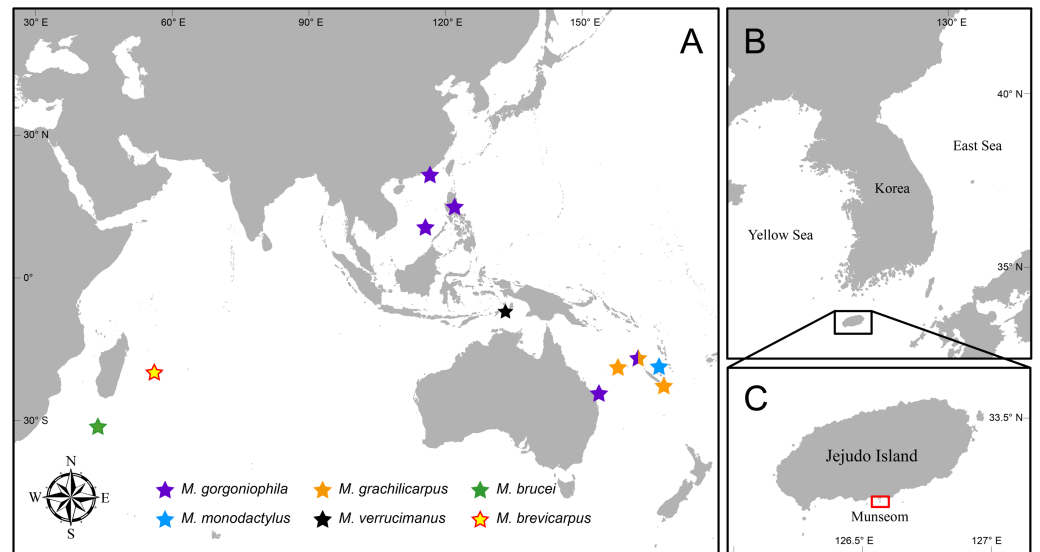 30° E 60° E 90° E 120° E 150° E
A
30° N
0°
30° S
N
W E
S
M. gorgoniophila M. grachilicarpus M. brucei
M. monodactylus M. verrucimanus M. brevicarpus
B
130° E
40° N
East Sea
Korea
Yellow Sea
35° N
C
33.5° N
Jejudo Island
Munseom
126.5° E 127° E